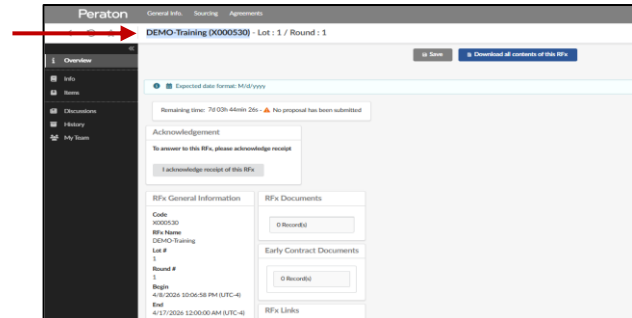 Peraton General Info. Sourcing Agreements
DEMO-Training (X000530) - Lot : 1 / Round : 1
«
Save Download all contents of this RFx
Overview
Info
Items
Discussions
History
My Team
Expected date format: M/d/yyyy
Remaining time: 7d 03h 44min 26s - No proposal has been submitted
Acknowledgement
To answer to this RFx, please acknowledge receipt
I acknowledge receipt of this RFx
RFx General Information
Code
X000530
RFx Name
DEMO-Training
Lot #
1
Round #
1
Begin
4/8/2026 10:06:58 PM (UTC-4)
End
4/17/2026 12:00:00 AM (UTC-4)
RFx Documents
0 Record(s)
Early Contract Documents
0 Record(s)
RFx Links